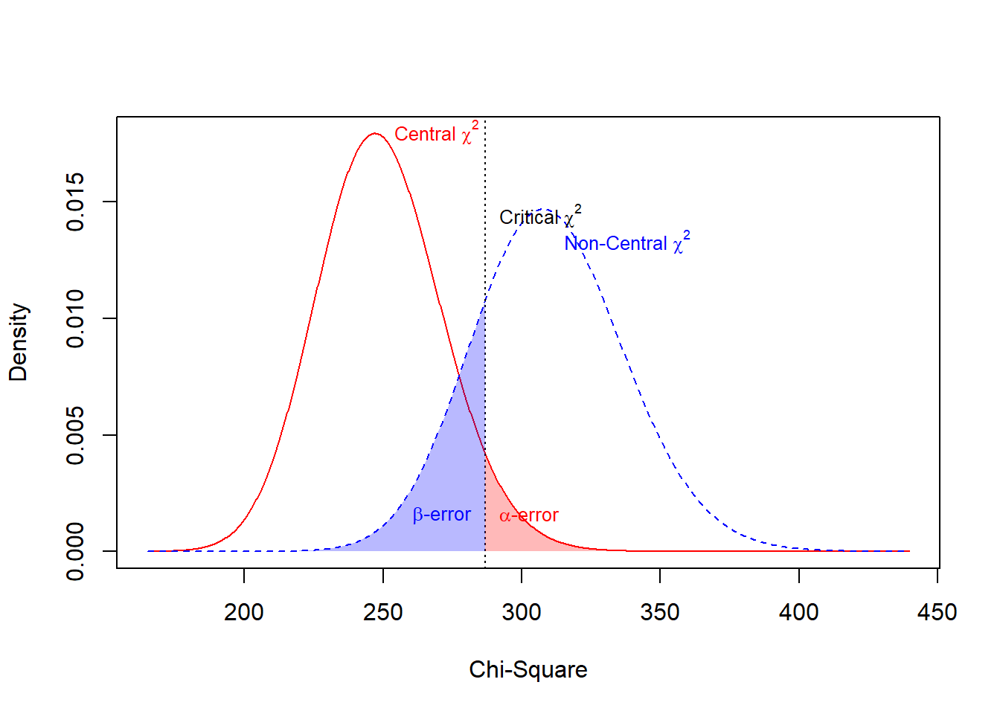 Central χ²
Critical χ²
Non-Central χ²
β-error
α-error
Density
0.000
0.005
0.010
0.015
200
250
300
350
400
450
Chi-Square